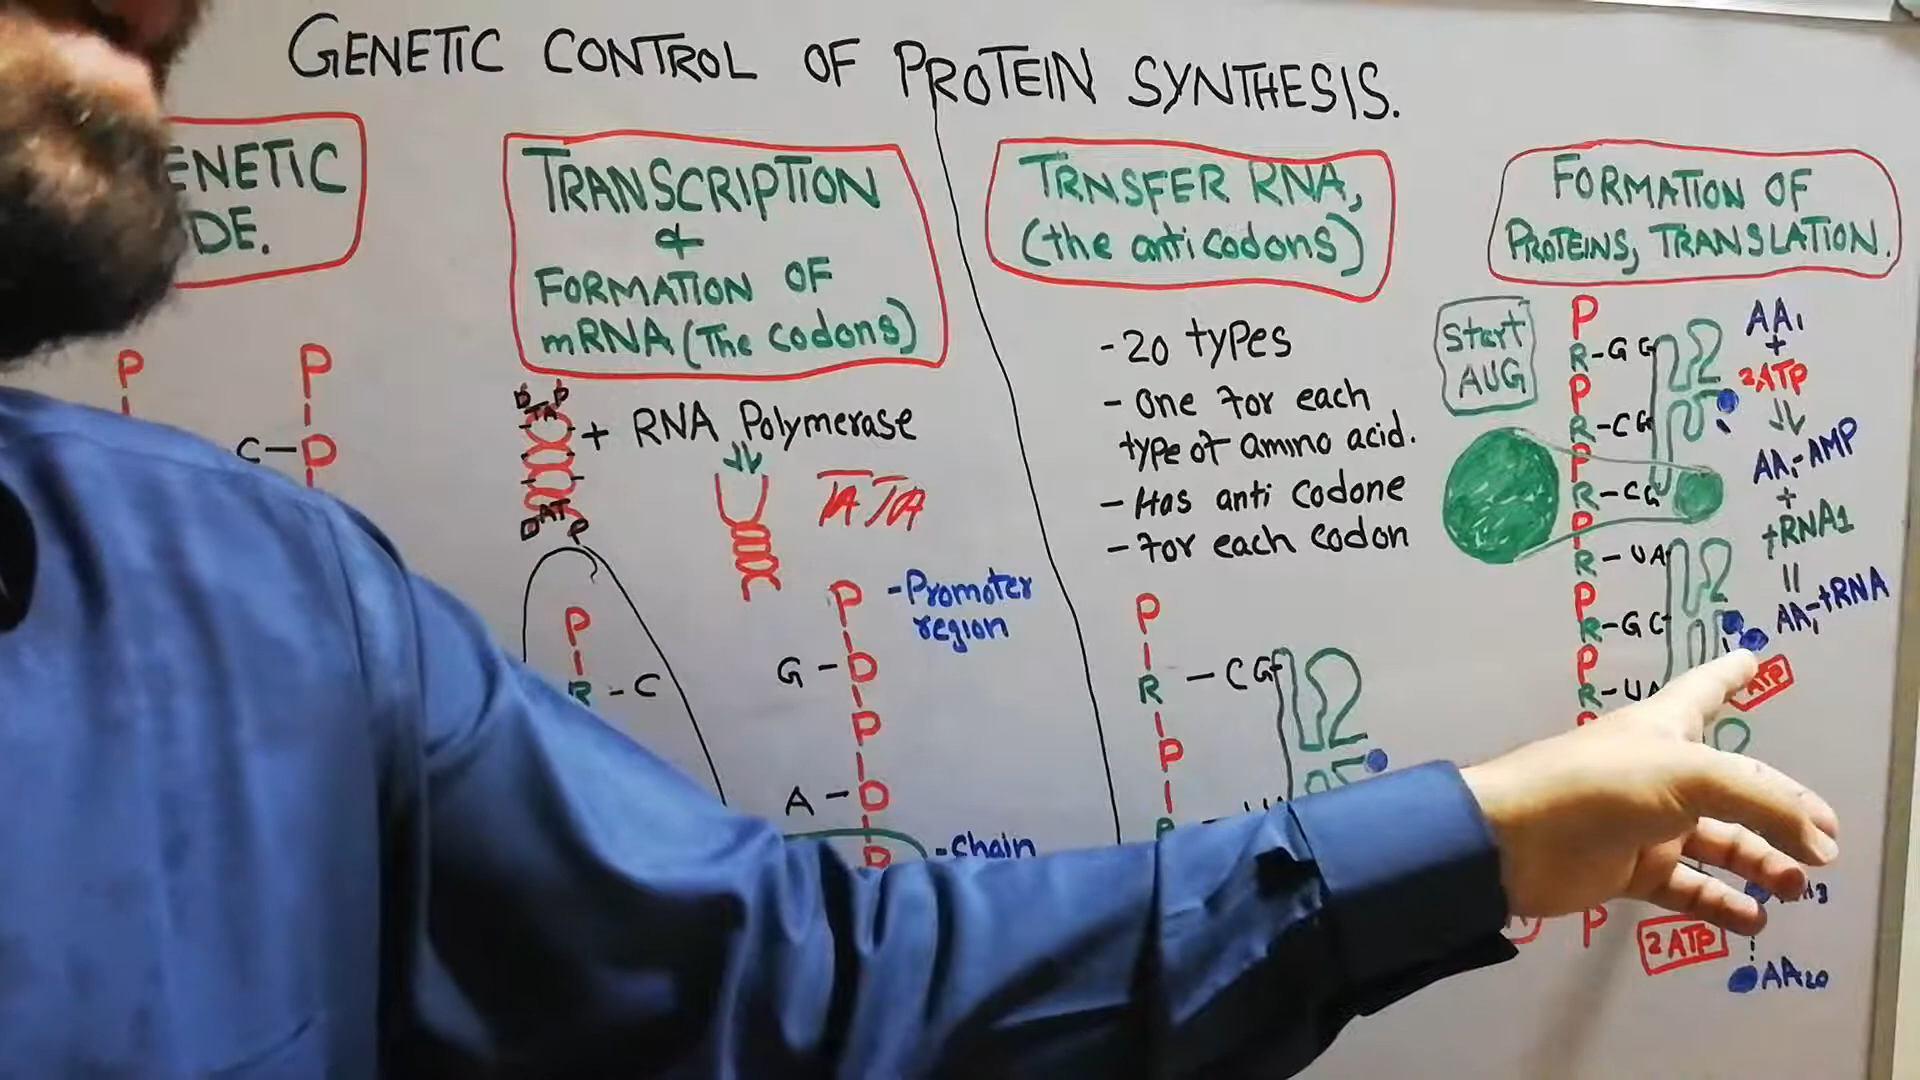 GENETIC CONTROL OF PROTEIN SYNTHESIS.
ENETIC
DE.
P
P
C-D
TRANSCRIPTION
&
FORMATION OF
mRNA (The codons)
+ RNA Polymerase
TATA
P
R-C
P
-Promoter
region
G-D
P
A-D
P
-Chain
TRNSFER RNA,
(the anticodons)
-20 types
- One for each
type of amino acid.
- Has anti codone
- for each codon
P
R - C G
P
FORMATION OF
PROTEINS, TRANSLATION.
Start
AUG
P
R-G G
P
R-C G
P
R-C G
P
R-U A
P
R-G C
P
R-U A
P
2ATP
AA1
+
2ATP
AA1-AMP
+
tRNA1
=
AA1-tRNA
ATP
AA20